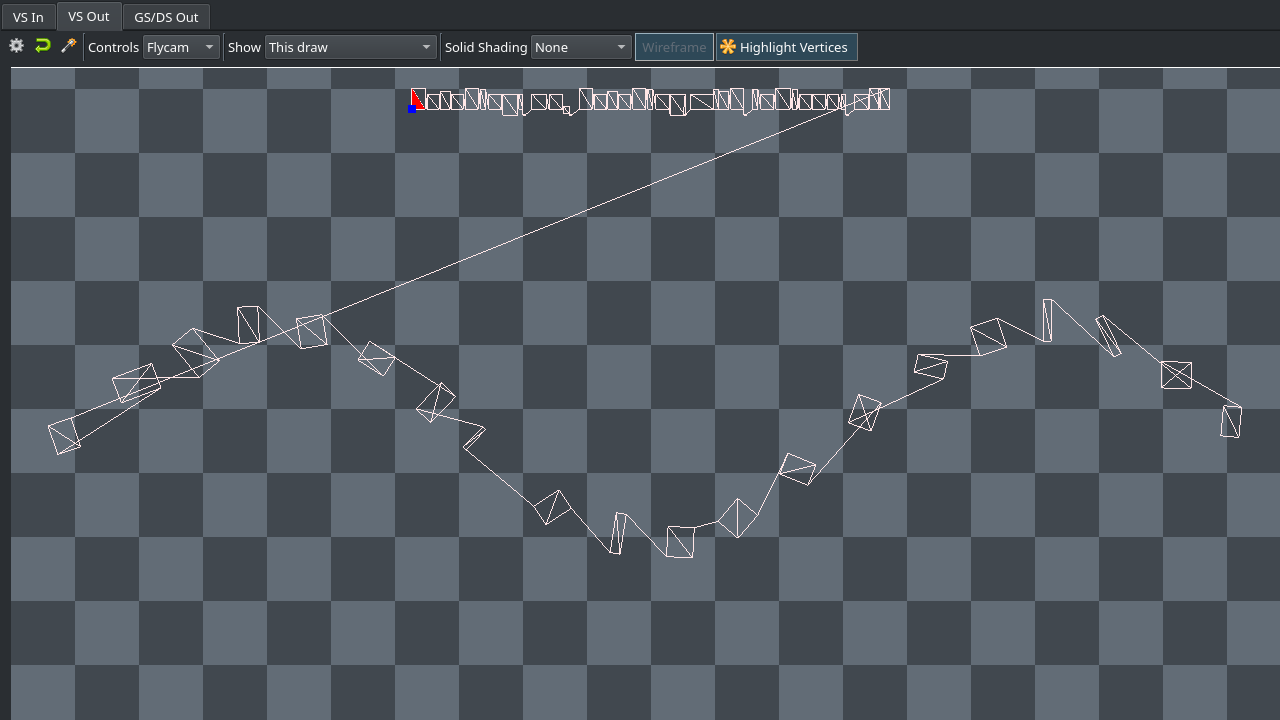 VS In VS Out GS/DS Out
Controls Flycam Show This draw Solid Shading None Wireframe Highlight Vertices